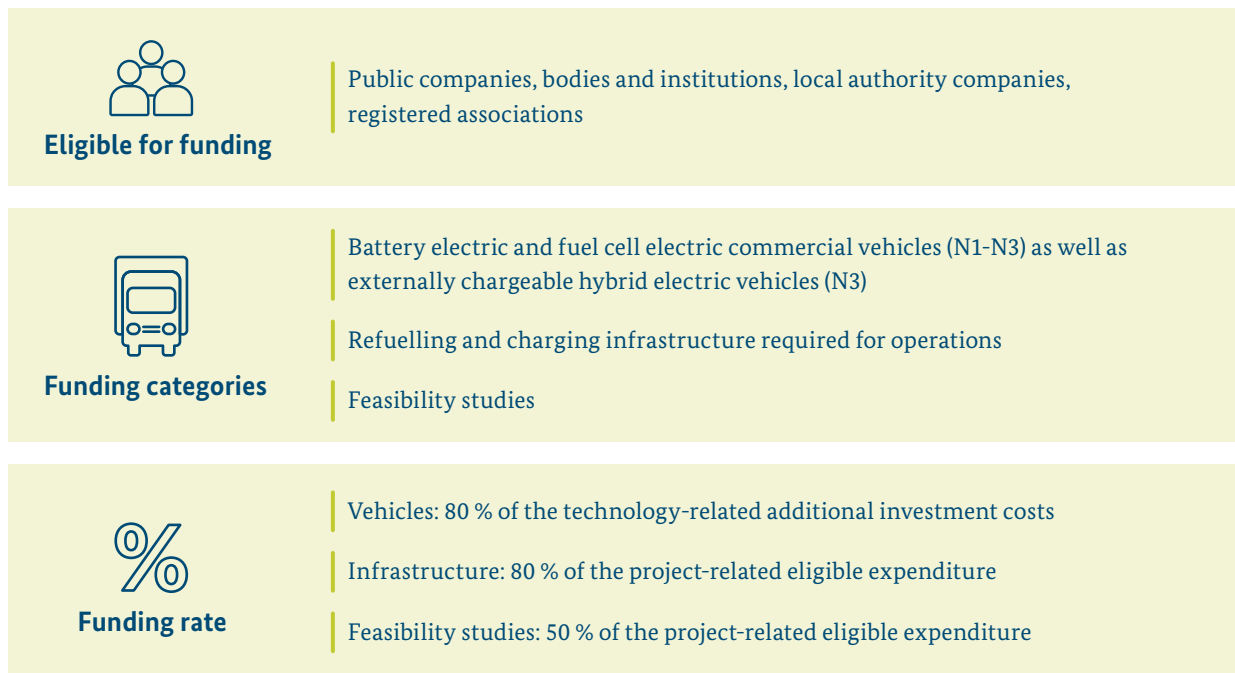 Eligible for funding
Public companies, bodies and institutions, local authority companies,
registered associations
Funding categories
Battery electric and fuel cell electric commercial vehicles (N1-N3) as well as
externally chargeable hybrid electric vehicles (N3)
Refuelling and charging infrastructure required for operations
Feasibility studies
%
Funding rate
Vehicles: 80 % of the technology-related additional investment costs
Infrastructure: 80 % of the project-related eligible expenditure
Feasibility studies: 50 % of the project-related eligible expenditure